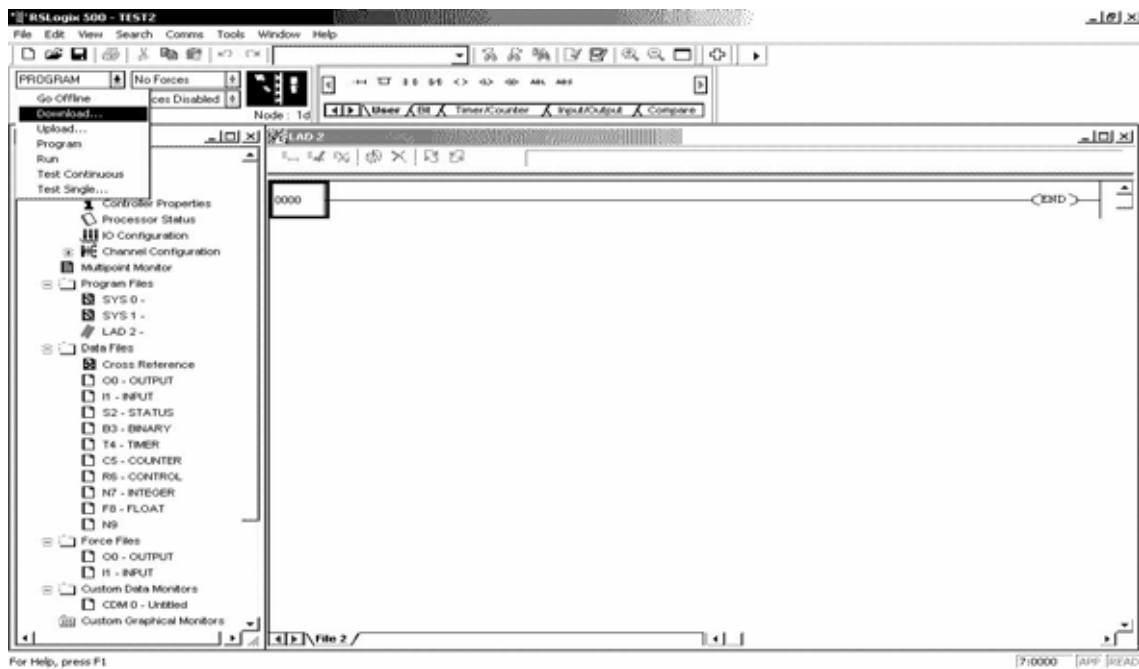 RSLogix 500 - TEST2
File Edit View Search Comms Tools Window Help
PROGRAM
No Forces
Go Offline
ces Disabled
Download...
Node : 1d
User Bit Timer/Counter Input/Output Compare
Upload...
Program
Run
Test Continuous
Test Single...
LAD 2
0000
END
Controller Properties
Processor Status
IO Configuration
Channel Configuration
Multipoint Monitor
Program Files
SYS 0 -
SYS 1 -
LAD 2 -
Data Files
Cross Reference
O0 - OUTPUT
I1 - INPUT
S2 - STATUS
B3 - BINARY
T4 - TIMER
C5 - COUNTER
R6 - CONTROL
N7 - INTEGER
F8 - FLOAT
N9
Force Files
O0 - OUTPUT
I1 - INPUT
Custom Data Monitors
CDM 0 - Untitled
Custom Graphical Monitors
File 2
For Help, press F1
7:0000 APP READ